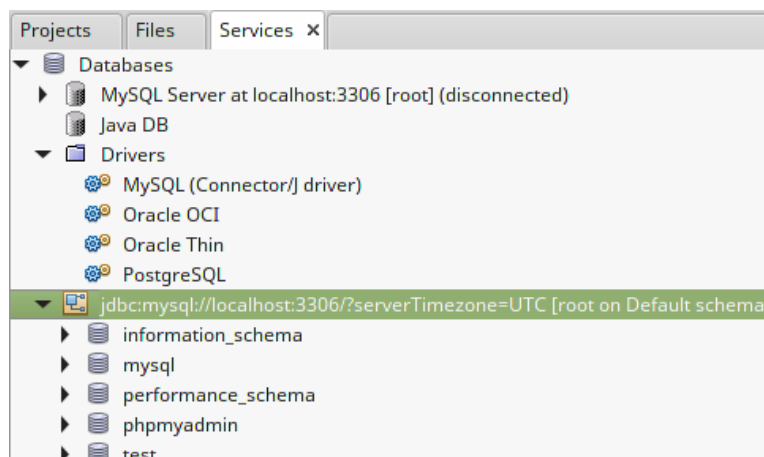 Projects Files Services
Databases
MySQL Server at localhost:3306 [root] (disconnected)
Java DB
Drivers
MySQL (Connector/J driver)
Oracle OCI
Oracle Thin
PostgreSQL
jdbc:mysql://localhost:3306/?serverTimezone=UTC [root on Default schema
information_schema
mysql
performance_schema
phpmyadmin
test